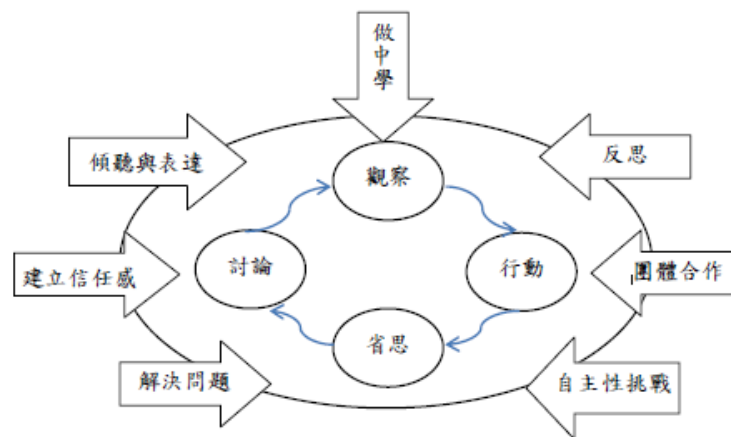 做中學
傾聽與表達
反思
觀察
建立信任感
討論
行動
團體合作
省思
解決問題
自主性挑戰